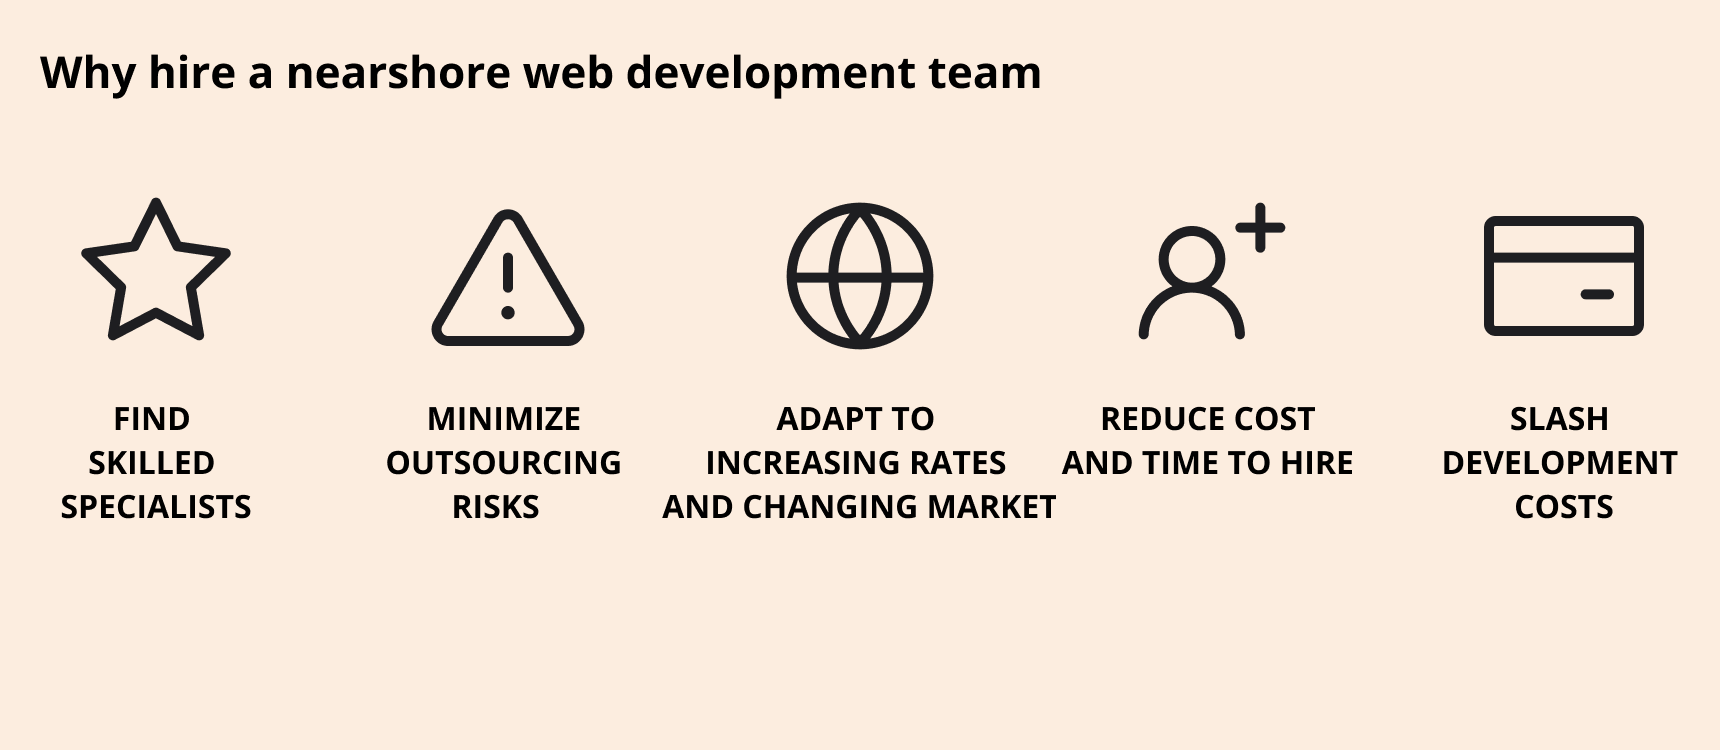 Why hire a nearshore web development team
FIND
SKILLED
SPECIALISTS
MINIMIZE
OUTSOURCING
RISKS
ADAPT TO
INCREASING RATES
AND CHANGING MARKET
REDUCE COST
AND TIME TO HIRE
SLASH
DEVELOPMENT
COSTS